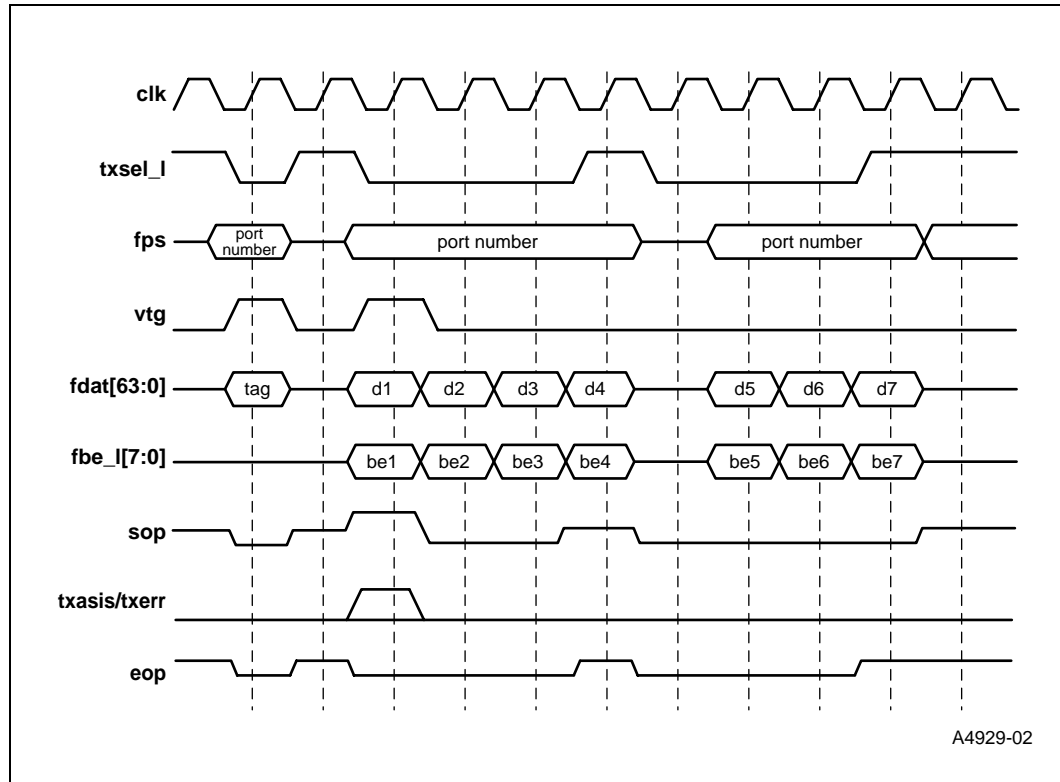 clk
txsel_l
fps
port
number
port number
port number
vtg
fdat[63:0]
tag
d1
d2
d3
d4
d5
d6
d7
fbe_l[7:0]
be1
be2
be3
be4
be5
be6
be7
sop
txasis/txerr
eop
A4929-02